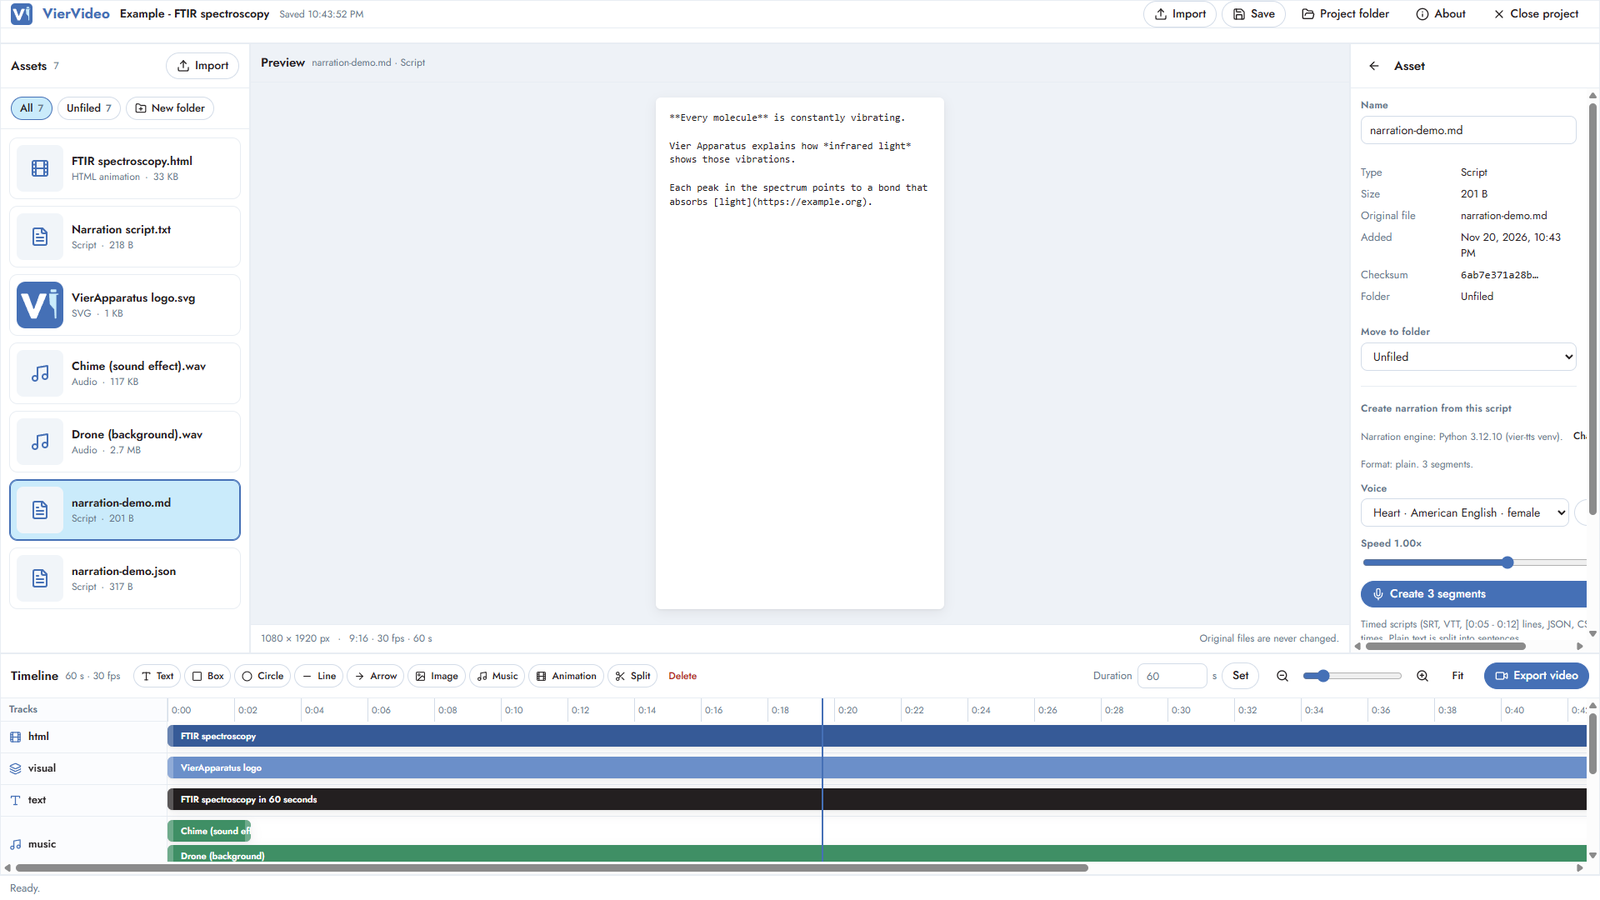 VierVideo Example - FTIR spectroscopy Saved 10:43:52 PM
Import Save Project folder About Close project
Assets 7 Import
All 7 Unfiled 7 New folder
FTIR spectroscopy.html
HTML animation · 33 KB
Narration script.txt
Script · 218 B
VierApparatus logo.svg
SVG · 1 KB
Chime (sound effect).wav
Audio · 117 KB
Drone (background).wav
Audio · 2.7 MB
narration-demo.md
Script · 201 B
narration-demo.json
Script · 317 B
Preview narration-demo.md · Script
**Every molecule** is constantly vibrating.
Vier Apparatus explains how *infrared light*
shows those vibrations.
Each peak in the spectrum points to a bond that
absorbs [light](https://example.org).
1080 × 1920 px · 9:16 · 30 fps · 60 s
Original files are never changed.
Asset
Name
narration-demo.md
Type Script
Size 201 B
Original file narration-demo.md
Added Nov 20, 2026, 10:43
PM
Checksum 6ab7e371a28b…
Folder Unfiled
Move to folder
Unfiled
Create narration from this script
Narration engine: Python 3.12.10 (vier-tts venv).
Format: plain. 3 segments.
Voice
Heart · American English · female
Speed 1.00x
Create 3 segments
Timed scripts (SRT, VTT, [0:05 - 0:12] lines, JSON,
times. Plain text is split into sentences
Timeline 60 s · 30 fps Text Box Circle Line Arrow Image Music Animation Split Delete
Duration 60 s Set Fit Export video
Tracks 0:00 0:02 0:04 0:06 0:08 0:10 0:12 0:14 0:16 0:18 0:20 0:22 0:24 0:26 0:28 0:30 0:32 0:34 0:36 0:38 0:40
html FTIR spectroscopy
visual VierApparatus logo
text FTIR spectroscopy in 60 seconds
Chime (sound eff
music
Drone (background)
Ready.